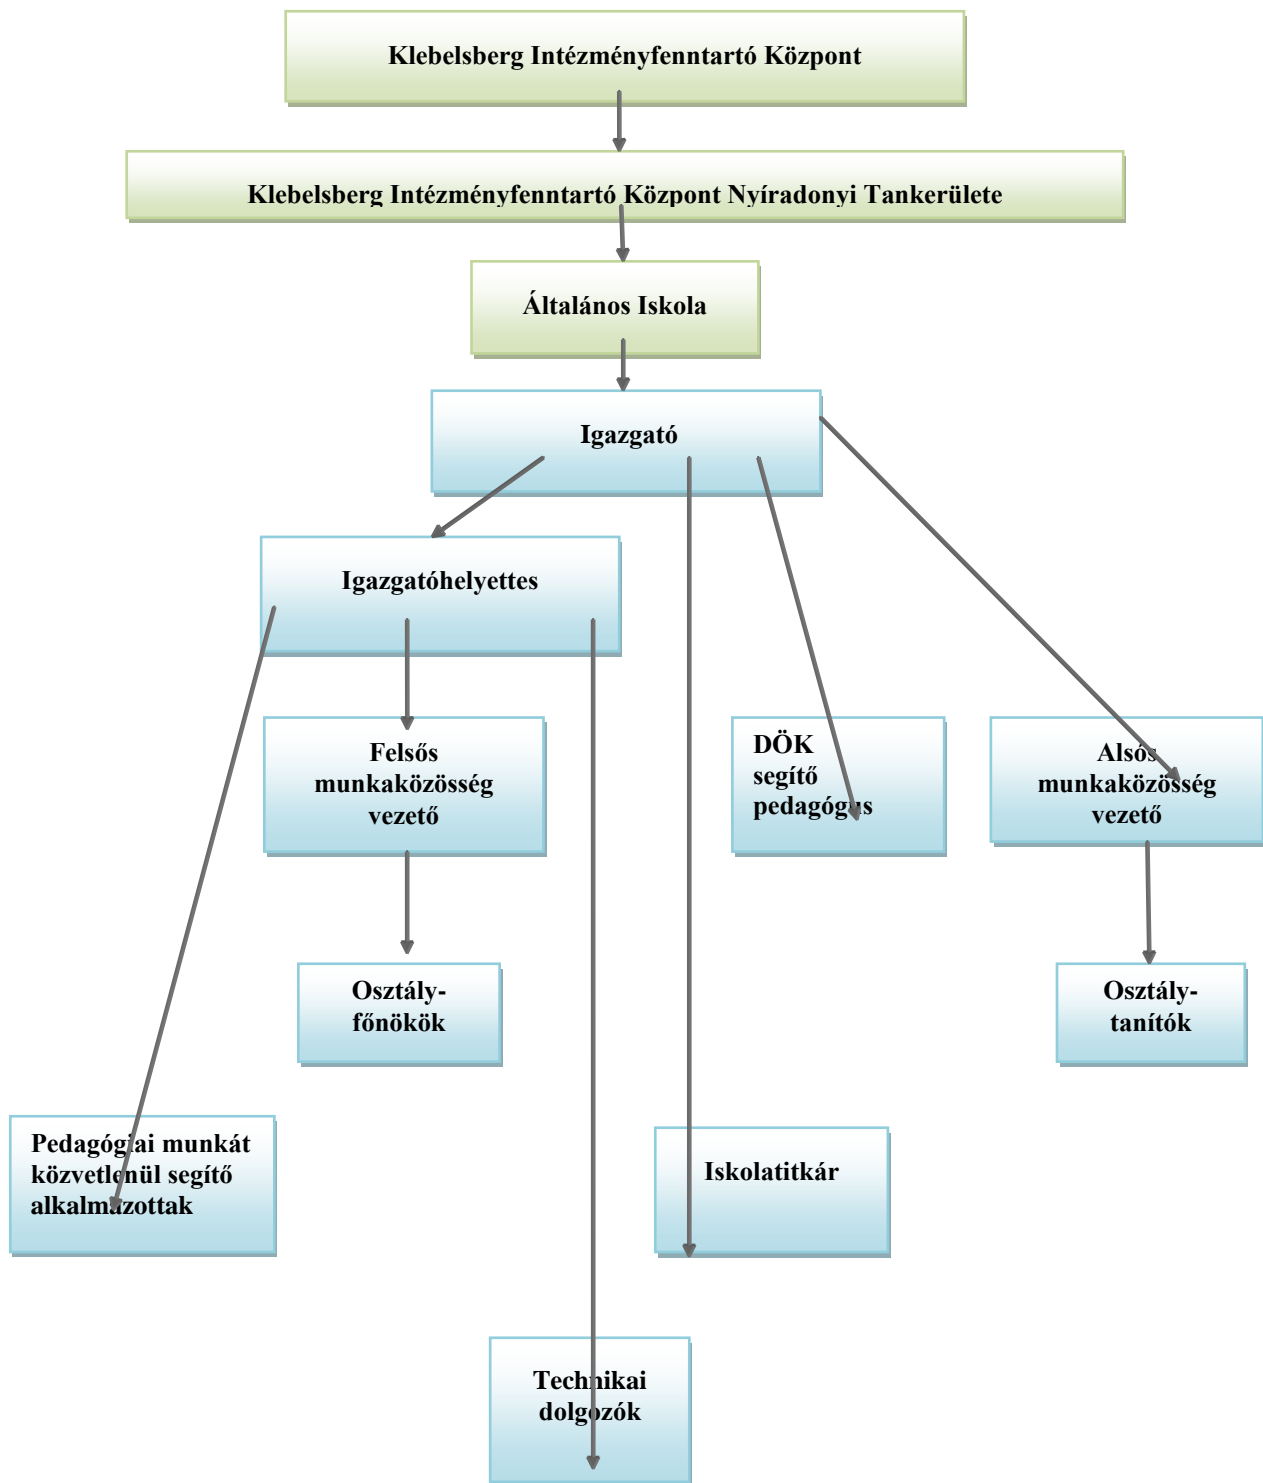 Klebelsberg Intézményfenntartó Központ
Klebelsberg Intézményfenntartó Központ Nyíradonyi Tankerülete
Általános Iskola
Igazgató
Igazgatóhelyettes
Felsős
munkaközösség
vezető
DÖK
segítő
pedagógus
Alsós
munkaközösség
vezető
Osztály-
főnökök
Osztály-
tanítók
Pedagógiai munkát
közvetlenül segítő
alkalmazottak
Iskolatitkár
Technikai
dolgozók